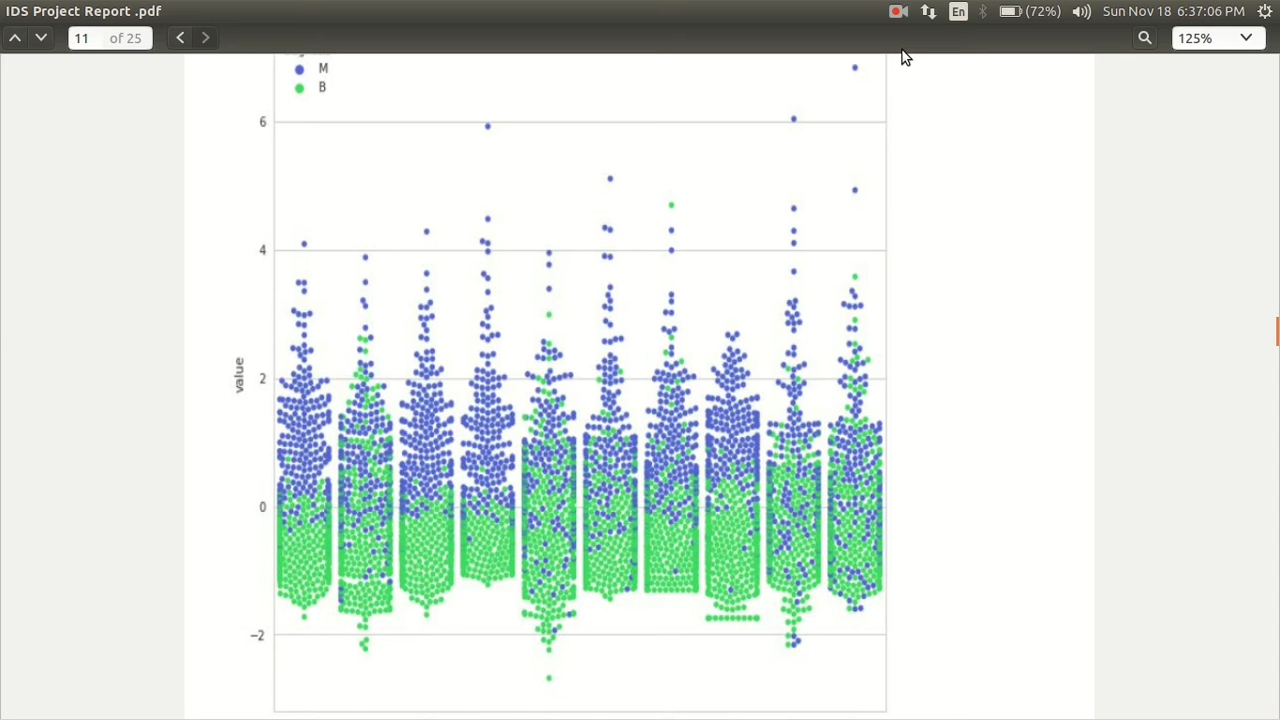 IDS Project Report .pdf
En
(72%)
Sun Nov 18 6:37:06 PM
11 of 25
125%
M
B
6
4
2
0
−2
value